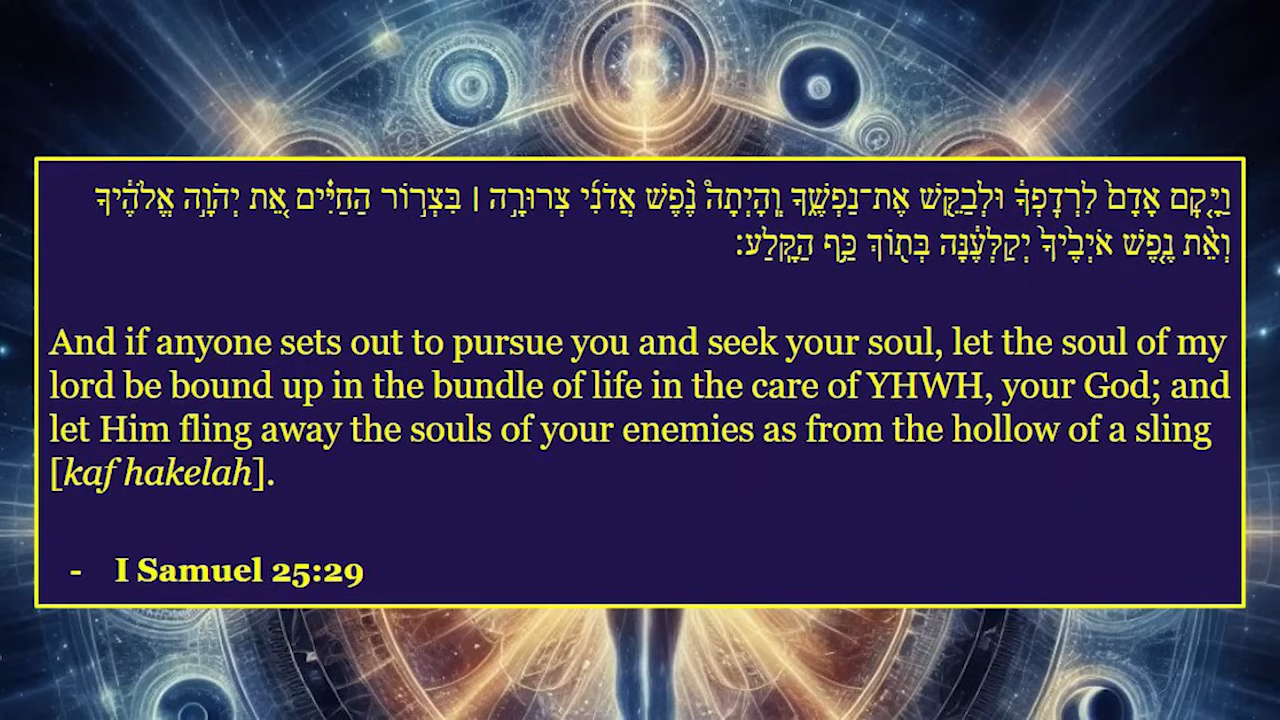 וַיָּ֤קׇם אָדָם֙ לִרְדׇפְךָ֔ וּלְבַקֵּ֖שׁ אֶת־נַפְשֶׁ֑ךָ וְֽהָיְתָה֩ נֶ֨פֶשׁ אֲדֹנִ֜י צְרוּרָ֣ה ׀ בִּצְר֣וֹר הַחַיִּ֗ים אֵ֚ת יְהֹוָ֣ה אֱלֹהֶ֔יךָ
וְאֵ֨ת נֶ֤פֶשׁ אֹיְבֶ֙יךָ֙ יְקַלְּעֶ֔נָּה בְּת֖וֹךְ כַּ֥ף הַקָּֽלַע׃
And if anyone sets out to pursue you and seek your soul, let the soul of my
lord be bound up in the bundle of life in the care of YHWH, your God; and
let Him fling away the souls of your enemies as from the hollow of a sling
[kaf hakelah].
- I Samuel 25:29